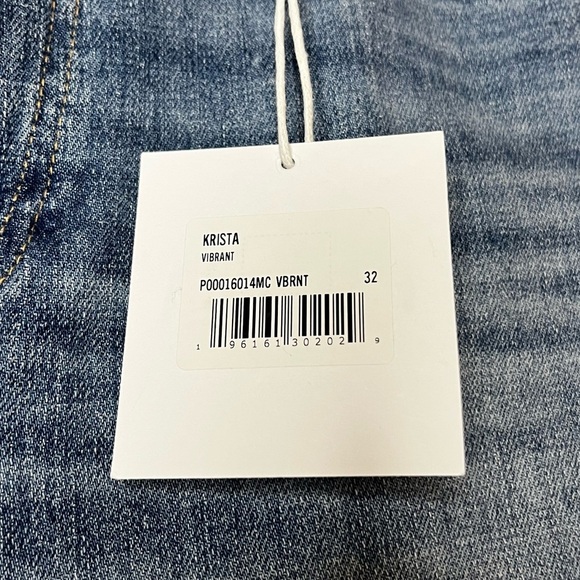 KRISTA
VIBRANT
P00016014MC VBRNT 32
1 96161 30202 9